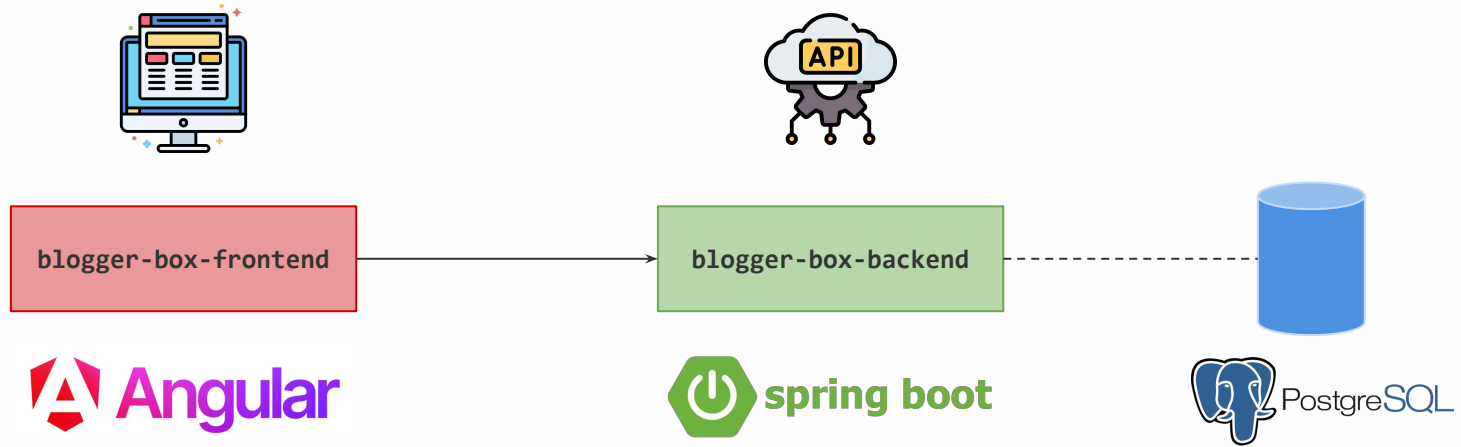 API
blogger-box-frontend
blogger-box-backend
Angular
spring boot
PostgreSQL